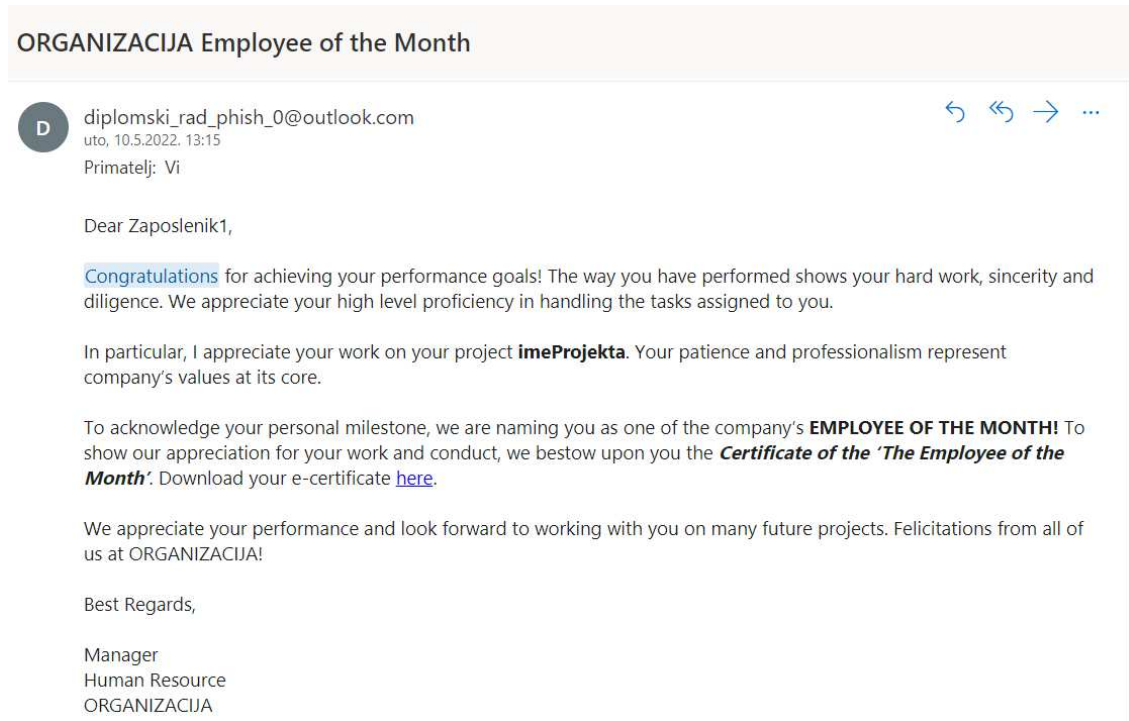 ORGANIZACIJA Employee of the Month
D
diplomski_rad_phish_0@outlook.com
uto, 10.5.2022. 13:15
Primatelj: Vi
Dear Zaposlenik1,
Congratulations for achieving your performance goals! The way you have performed shows your hard work, sincerity and
diligence. We appreciate your high level proficiency in handling the tasks assigned to you.
In particular, I appreciate your work on your project imeProjekta. Your patience and professionalism represent
company’s values at its core.
To acknowledge your personal milestone, we are naming you as one of the company’s EMPLOYEE OF THE MONTH! To
show our appreciation for your work and conduct, we bestow upon you the Certificate of the ‘The Employee of the
Month’. Download your e-certificate here.
We appreciate your performance and look forward to working with you on many future projects. Felicitations from all of
us at ORGANIZACIJA!
Best Regards,
Manager
Human Resource
ORGANIZACIJA